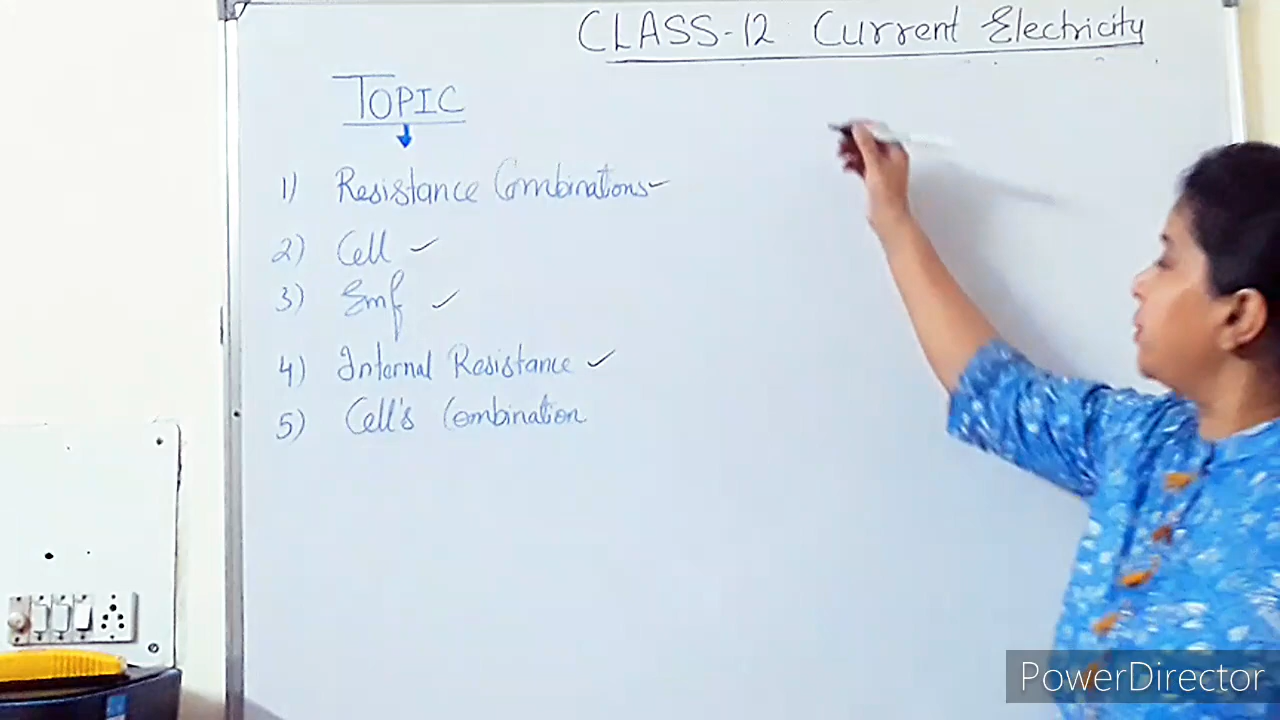 CLASS-12 Current Electricity
TOPIC
1) Resistance Combinations
2) Cell
3) Emf
4) Internal Resistance
5) Cell's Combination
PowerDirector